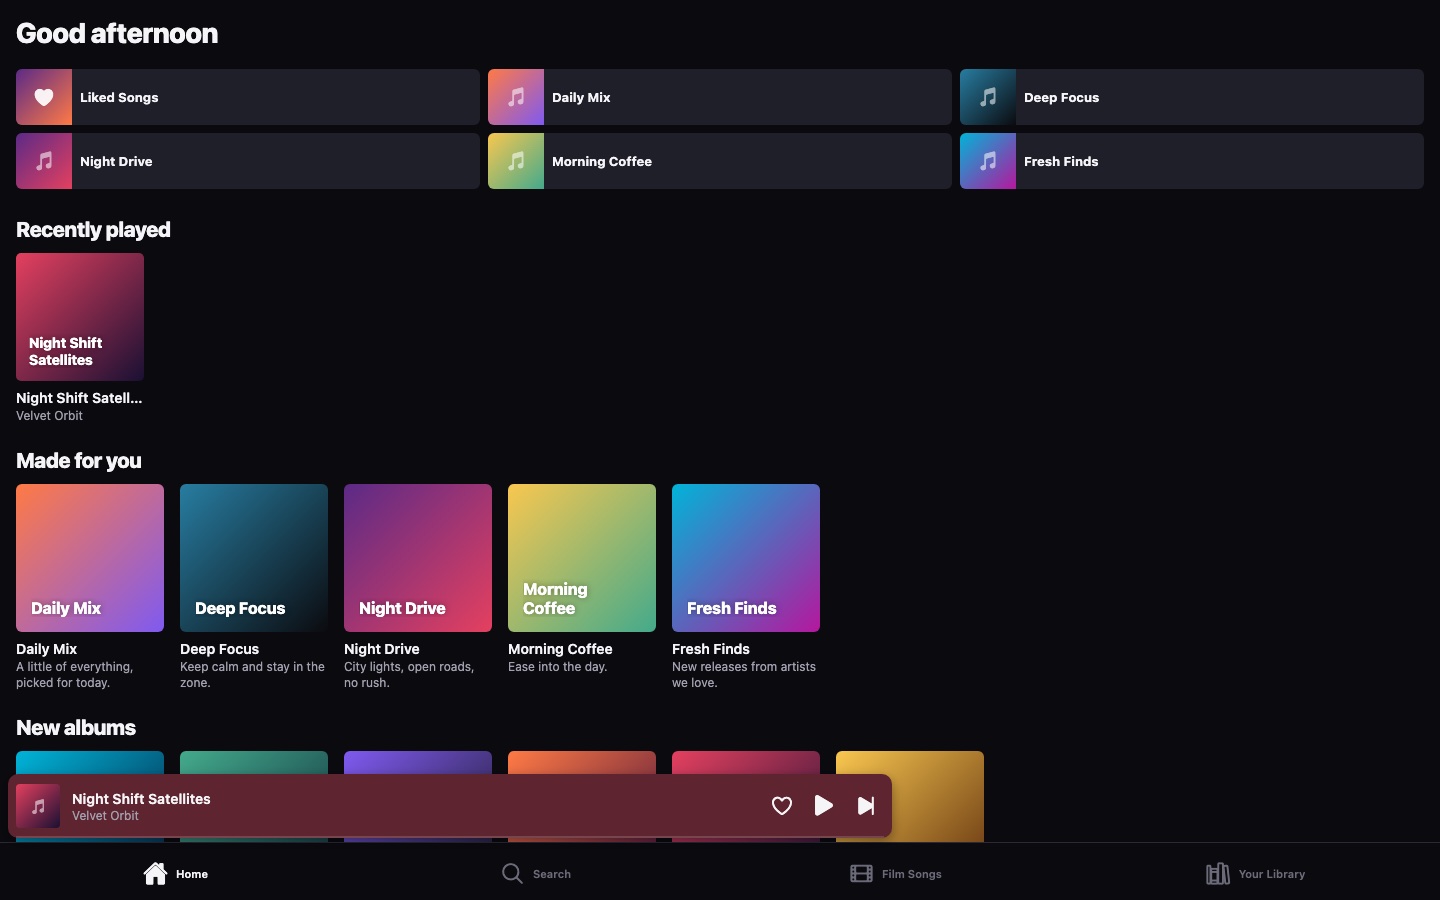 Good afternoon
Liked Songs
Daily Mix
Deep Focus
Night Drive
Morning Coffee
Fresh Finds
Recently played
Night Shift
Satellites
Night Shift Satell...
Velvet Orbit
Made for you
Daily Mix
Deep Focus
Night Drive
Morning
Coffee
Fresh Finds
Daily Mix
A little of everything,
picked for today.
Deep Focus
Keep calm and stay in the
zone.
Night Drive
City lights, open roads,
no rush.
Morning Coffee
Ease into the day.
Fresh Finds
New releases from artists
we love.
New albums
Night Shift Satellites
Velvet Orbit
Home
Search
Film Songs
Your Library